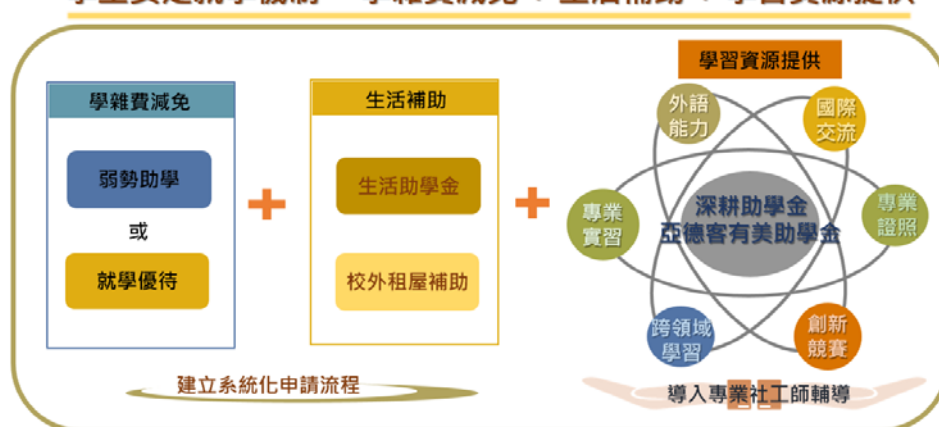 學習資源提供
學雜費減免
弱勢助學
或
就學優待
生活補助
生活助學金
校外租屋補助
外語
能力
國際
交流
專業
實習
深耕助學金
亞德客有美助學金
專業
證照
跨領域
學習
創新
競賽
建立系統化申請流程
導入專業社工師輔導